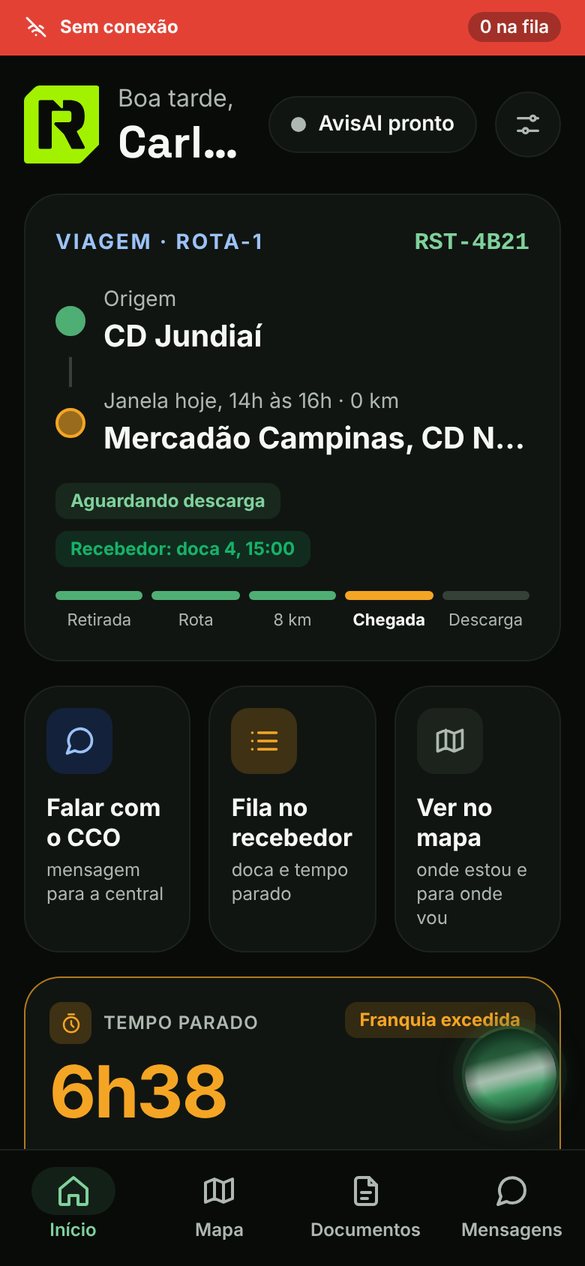 Sem conexão
0 na fila
R
Boa tarde,
Carl...
AvisAI pronto
VIAGEM · ROTA-1
RST-4B21
Origem
CD Jundiaí
Janela hoje, 14h às 16h · 0 km
Mercadão Campinas, CD N...
Aguardando descarga
Recebedor: doca 4, 15:00
Retirada
Rota
8 km
Chegada
Descarga
Falar com
o CCO
mensagem
para a central
Fila no
recebedor
doca e tempo
parado
Ver no
mapa
onde estou e
para onde
vou
TEMPO PARADO
Franquia excedida
6h38
Início
Mapa
Documentos
Mensagens